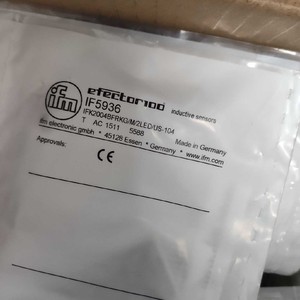 ifm
efector100
inductive sensors
IF5936
IFK2004BFRKG/M/2LED/US-104
T AC 1511 5588 Made in Germany
ifm electronic gmbh • 45128 Essen • Germany • www.ifm.com
Approvals:
CE